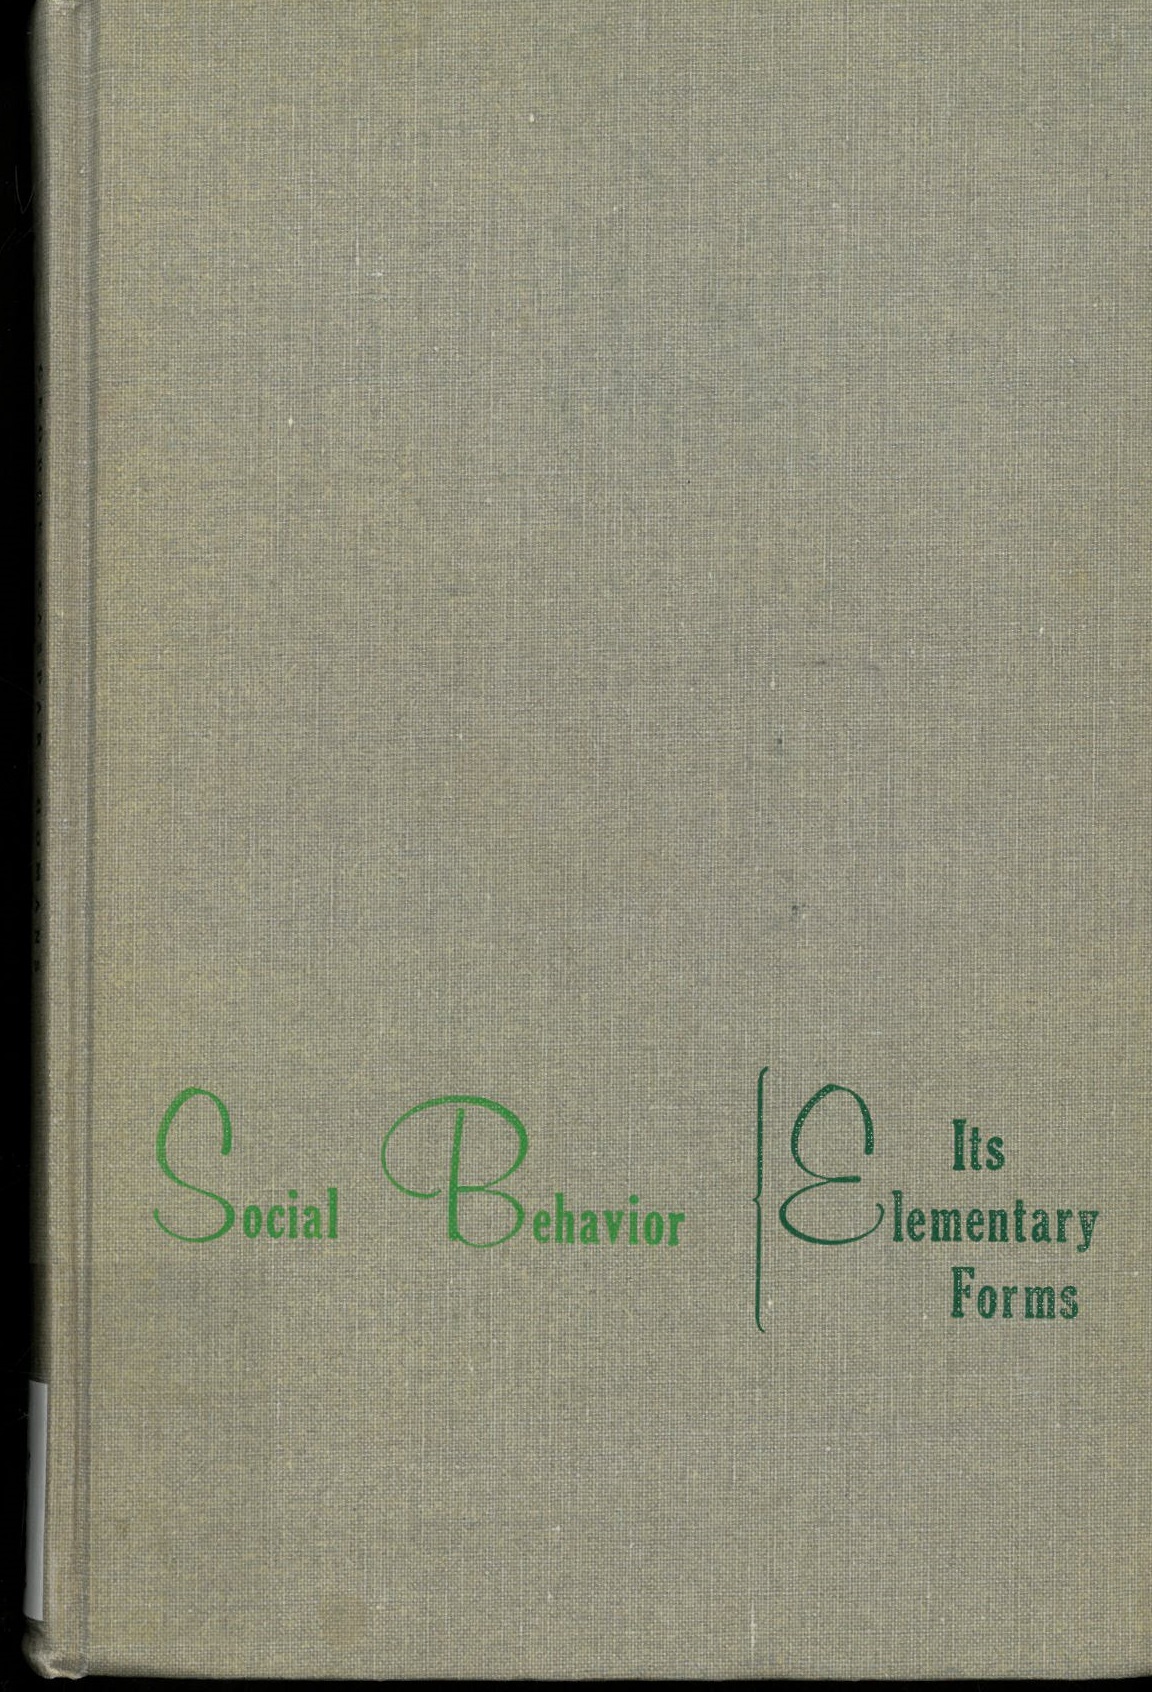 Social Behavior
Its
Elementary
Forms